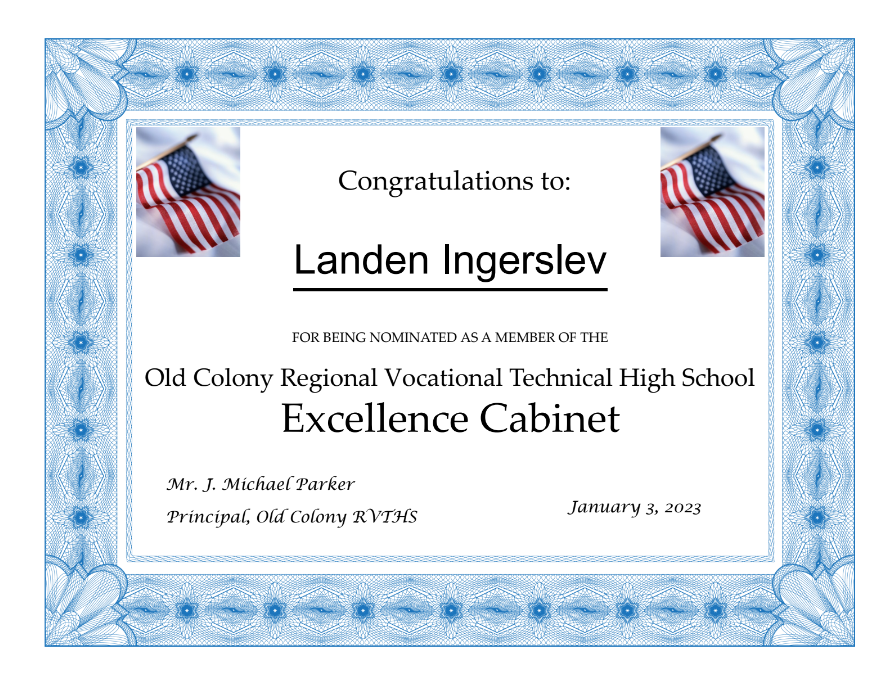 Congratulations to:
Landen Ingerslev
FOR BEING NOMINATED AS A MEMBER OF THE
Old Colony Regional Vocational Technical High School
Excellence Cabinet
Mr. J. Michael Parker
Principal, Old Colony RVTHS
January 3, 2023